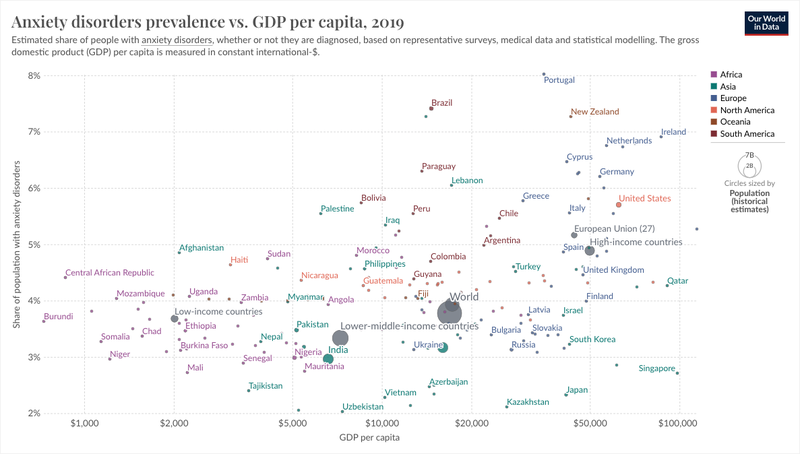 Anxiety disorders prevalence vs. GDP per capita, 2019
Our World
in Data
Estimated share of people with anxiety disorders, whether or not they are diagnosed, based on representative surveys, medical data and statistical modelling. The gross
domestic product (GDP) per capita is measured in constant international-$.
8%
Portugal
Africa
Asia
Europe
North America
Oceania
South America
7B
2B
Circles sized by
Population
(historical
estimates)
Brazil
New Zealand
7%
Ireland
Netherlands
Cyprus
Paraguay
Germany
Lebanon
6%
Bolivia
Greece
United States
Palestine
Peru
Chile
Italy
Iraq
European Union (27)
5%
Afghanistan
Sudan
Morocco
Argentina
Spain
High-income countries
Haiti
Philippines
Colombia
Turkey
United Kingdom
Central African Republic
Nicaragua
Guatemala
Guyana
Qatar
Mozambique
Uganda
Zambia
Myanmar
Angola
Fiji
World
Finland
4%
Burundi
Low-income countries
Latvia
Israel
Somalia
Chad
Ethiopia
Pakistan
Lower-middle-income countries
Bulgaria
Slovakia
Burkina Faso
Nepal
Ukraine
Russia
South Korea
Niger
Senegal
Nigeria
India
3%
Mali
Mauritania
Singapore
Tajikistan
Vietnam
Azerbaijan
Japan
Uzbekistan
Kazakhstan
2%
Share of population with anxiety disorders
$1,000
$2,000
$5,000
$10,000
$20,000
$50,000
$100,000
GDP per capita